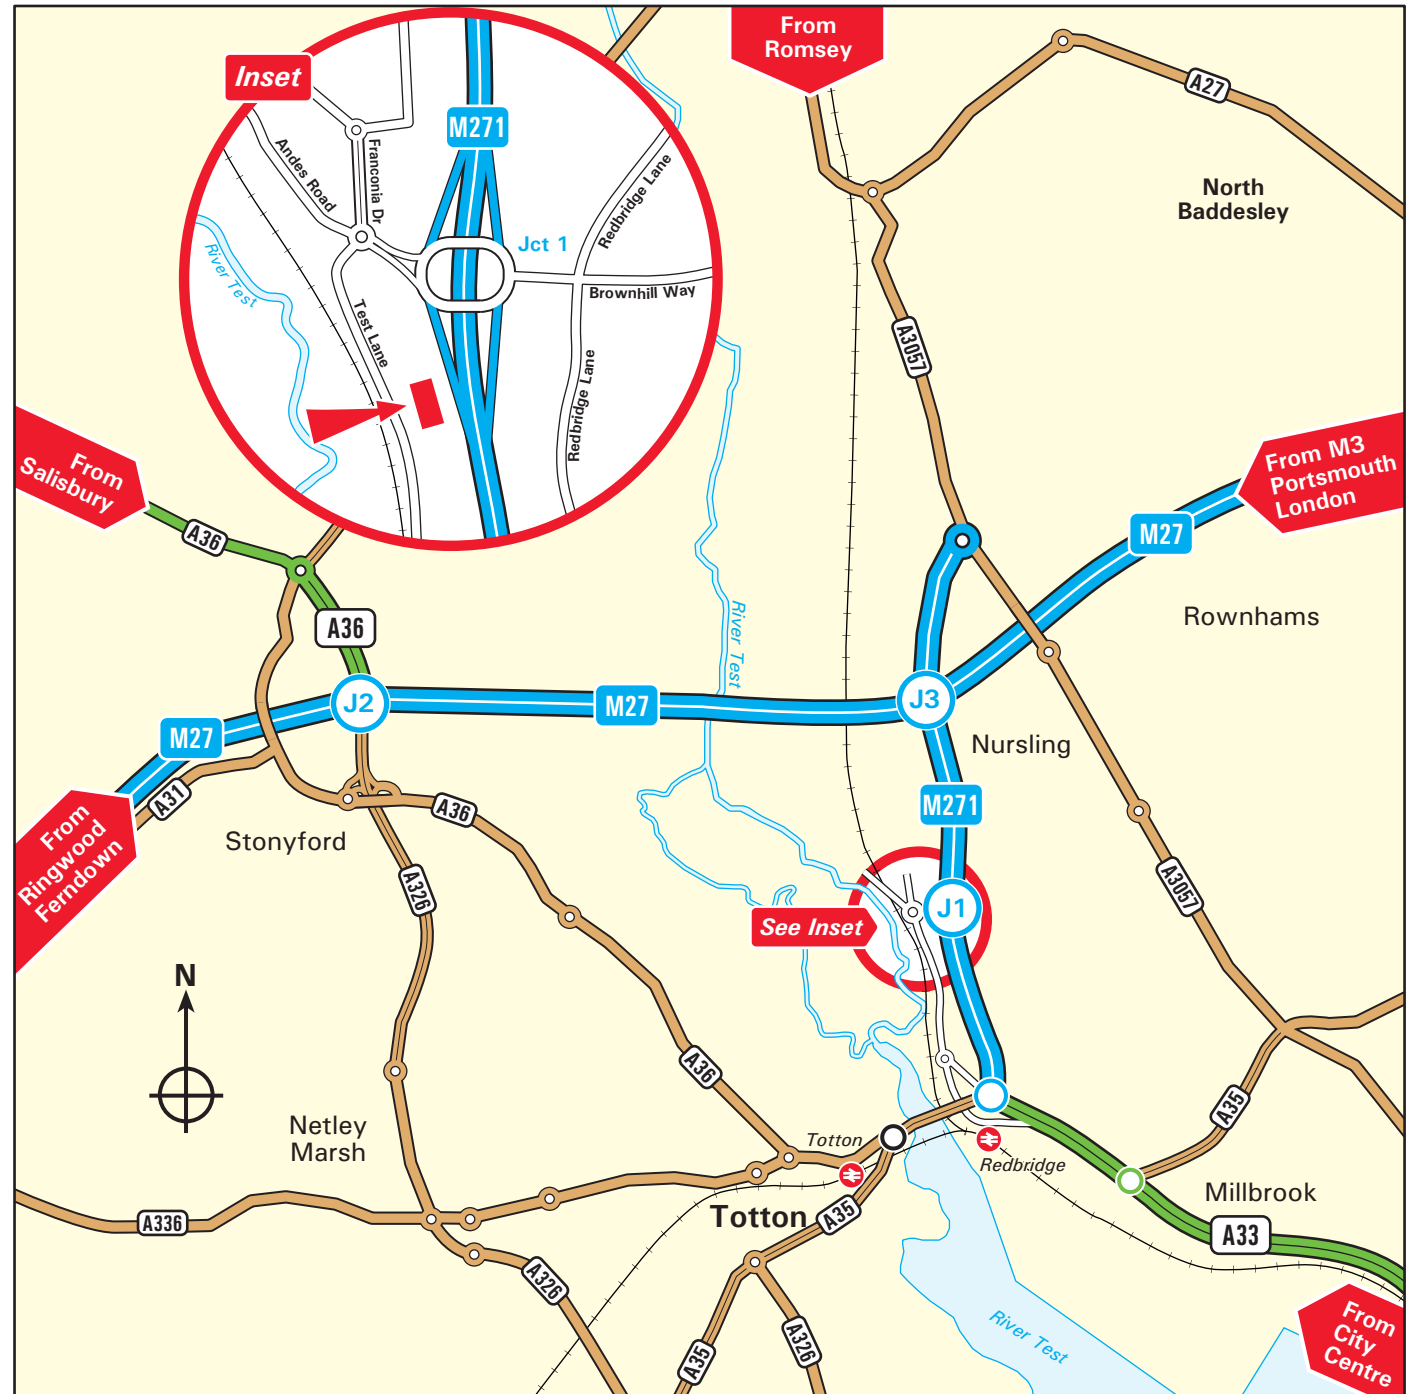 From
Romsey
A27
Inset
M271
Andes Road
Franconia Dr
Redbridge Lane
North
Baddesley
Jct 1
River Test
Brownhill Way
Test Lane
Redbridge Lane
A3057
From
Salisbury
A36
From M3
Portsmouth
London
M27
River Test
A36
Rownhams
J2
M27
J3
M27
Nursling
A31
A36
M271
From
Ringwood
Ferndown
Stonyford
A326
A3057
J1
See Inset
N
A36
A35
Netley
Marsh
Totton
Redbridge
Millbrook
A336
Totton
A35
A33
A326
River Test
From
City
Centre
A35
A326